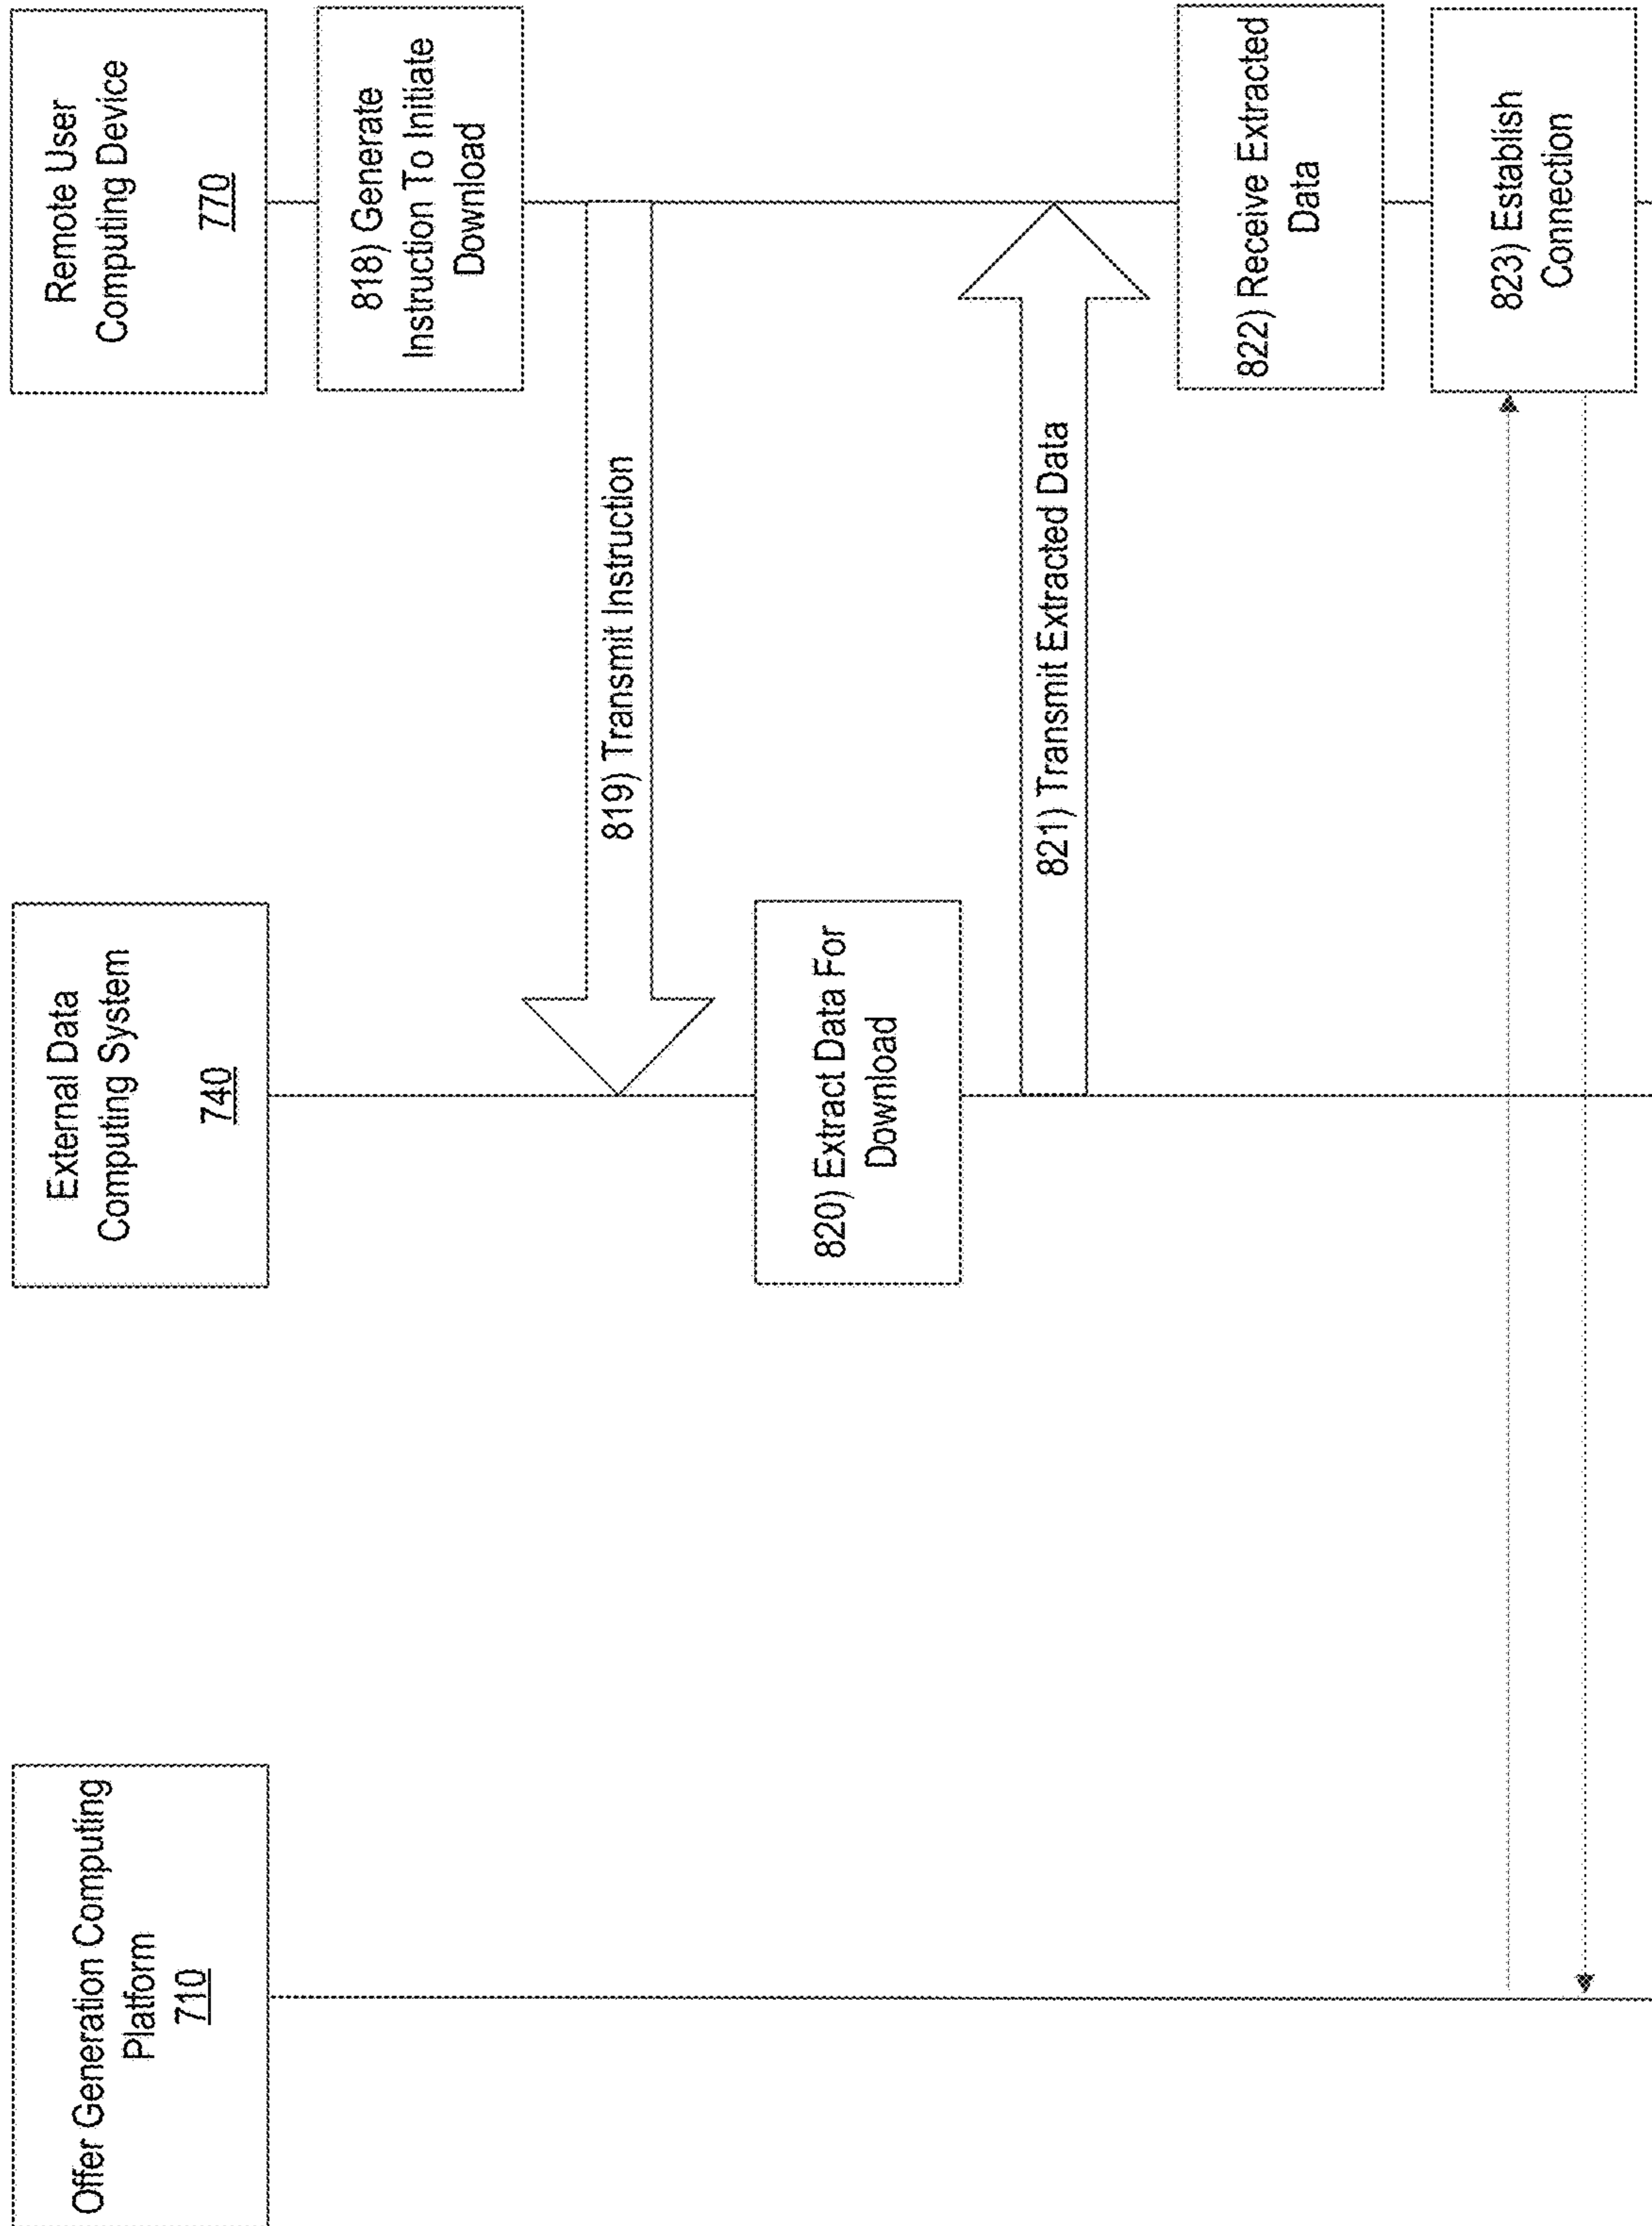 Offer Generation Computing
Platform
710
External Data
Computing System
740
Remote User
Computing Device
770
818) Generate
Instruction To Initiate
Download
819) Transmit Instruction
820) Extract Data For
Download
821) Transmit Extracted Data
822) Receive Extracted
Data
823) Establish
Connection